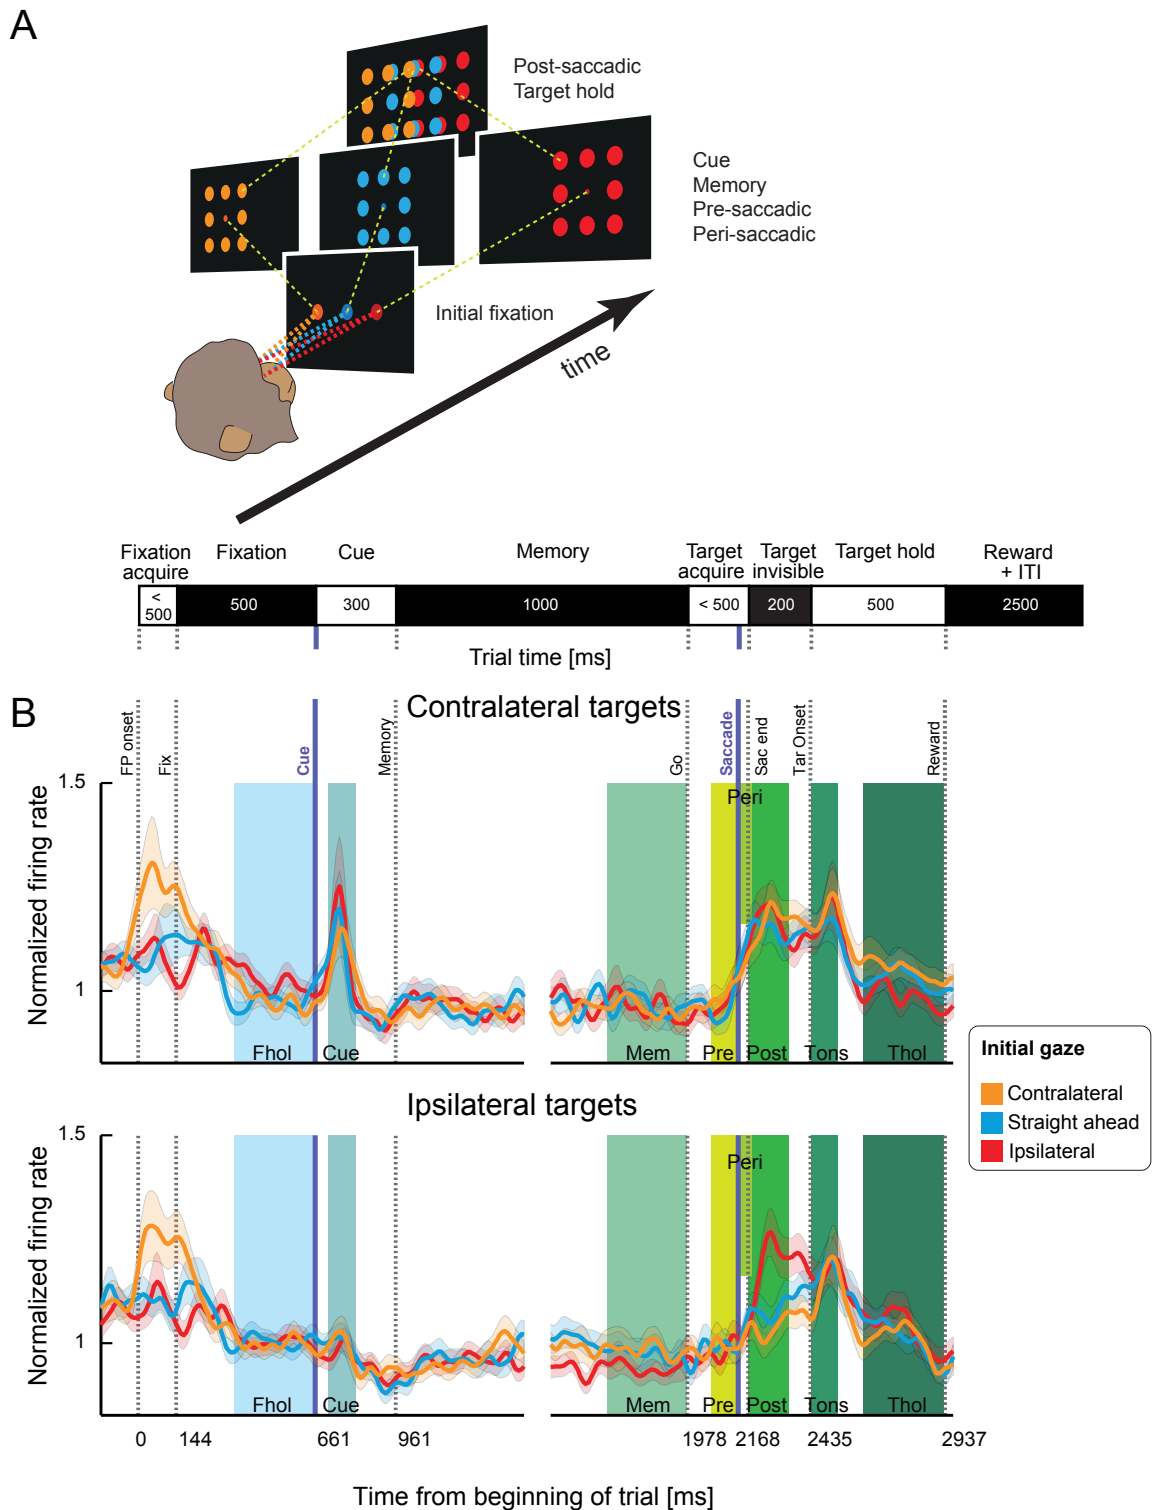 A
Post-saccadic
Target hold
Cue
Memory
Pre-saccadic
Peri-saccadic
Initial fixation
time
Fixation acquire
Fixation
Cue
Memory
Target acquire
Target invisible
Target hold
Reward + ITI
< 500
500
300
1000
< 500
200
500
2500
Trial time [ms]
B
Contralateral targets
FP onset
Fix
Cue
Memory
Go
Saccade
Sac end
Tar Onset
Reward
Peri
1.5
1
Normalized firing rate
Fhol
Cue
Mem
Pre
Post
Tons
Thol
Initial gaze
Contralateral
Straight ahead
Ipsilateral
Ipsilateral targets
1.5
1
Normalized firing rate
Peri
Fhol
Cue
Mem
Pre
Post
Tons
Thol
0
144
661
961
1978
2168
2435
2937
Time from beginning of trial [ms]